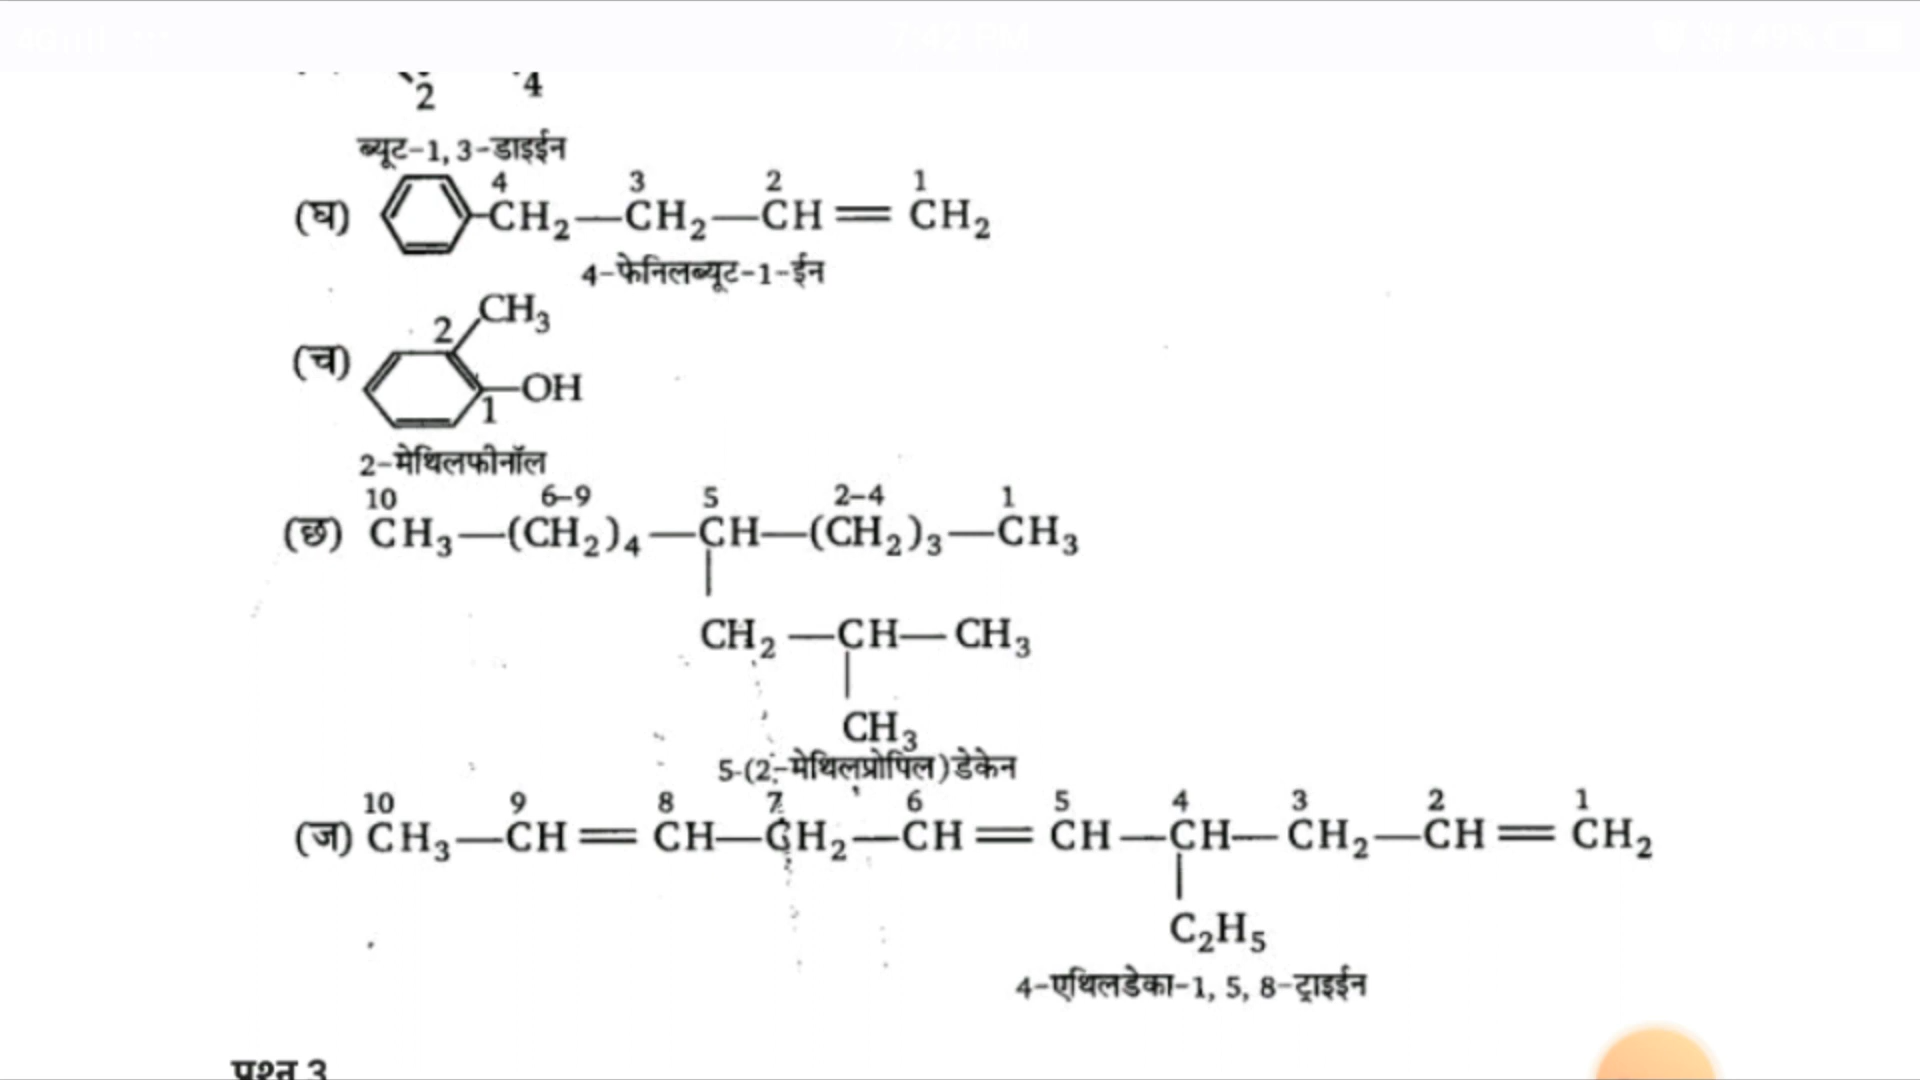 2 4
ब्यूट-1, 3-डाइईन
4 3 2 1
(घ) CH₂—CH₂—CH=CH₂
4-फेनिलब्यूट-1-ईन
CH₃
2
(च) OH
1
2-मेथिलफीनॉल
10 6–9 5 2–4 1
(छ) CH₃—(CH₂)₄—CH—(CH₂)₃—CH₃
CH₂—CH—CH₃
CH₃
5-(2-मेथिलप्रोपिल)डेकेन
10 9 8 7 6 5 4 3 2 1
(ज) CH₃—CH=CH—CH₂—CH=CH—CH—CH₂—CH=CH₂
C₂H₅
4-एथिलडेका-1, 5, 8-ट्राइईन
प्रश्न 3